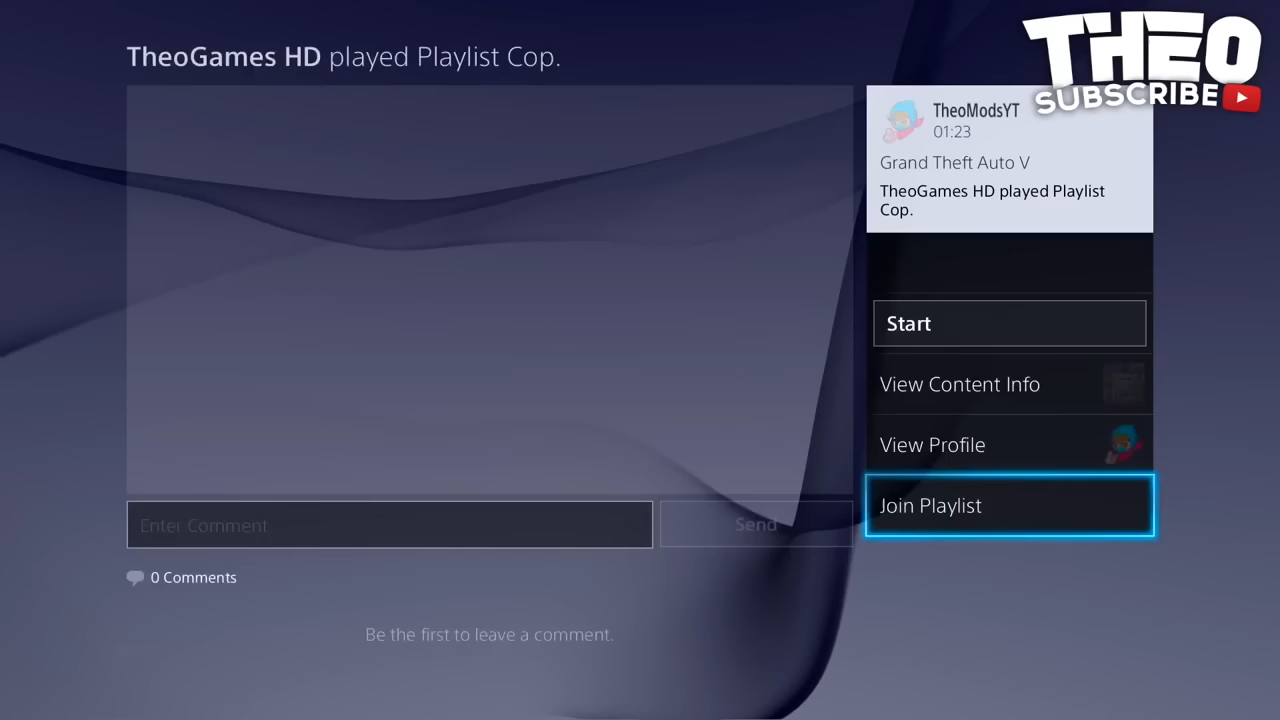 TheoGames HD played Playlist Cop.
THEO
SUBSCRIBE
TheoModsYT
01:23
Grand Theft Auto V
TheoGames HD played Playlist
Cop.
Start
View Content Info
View Profile
Join Playlist
Enter Comment
Send
0 Comments
Be the first to leave a comment.